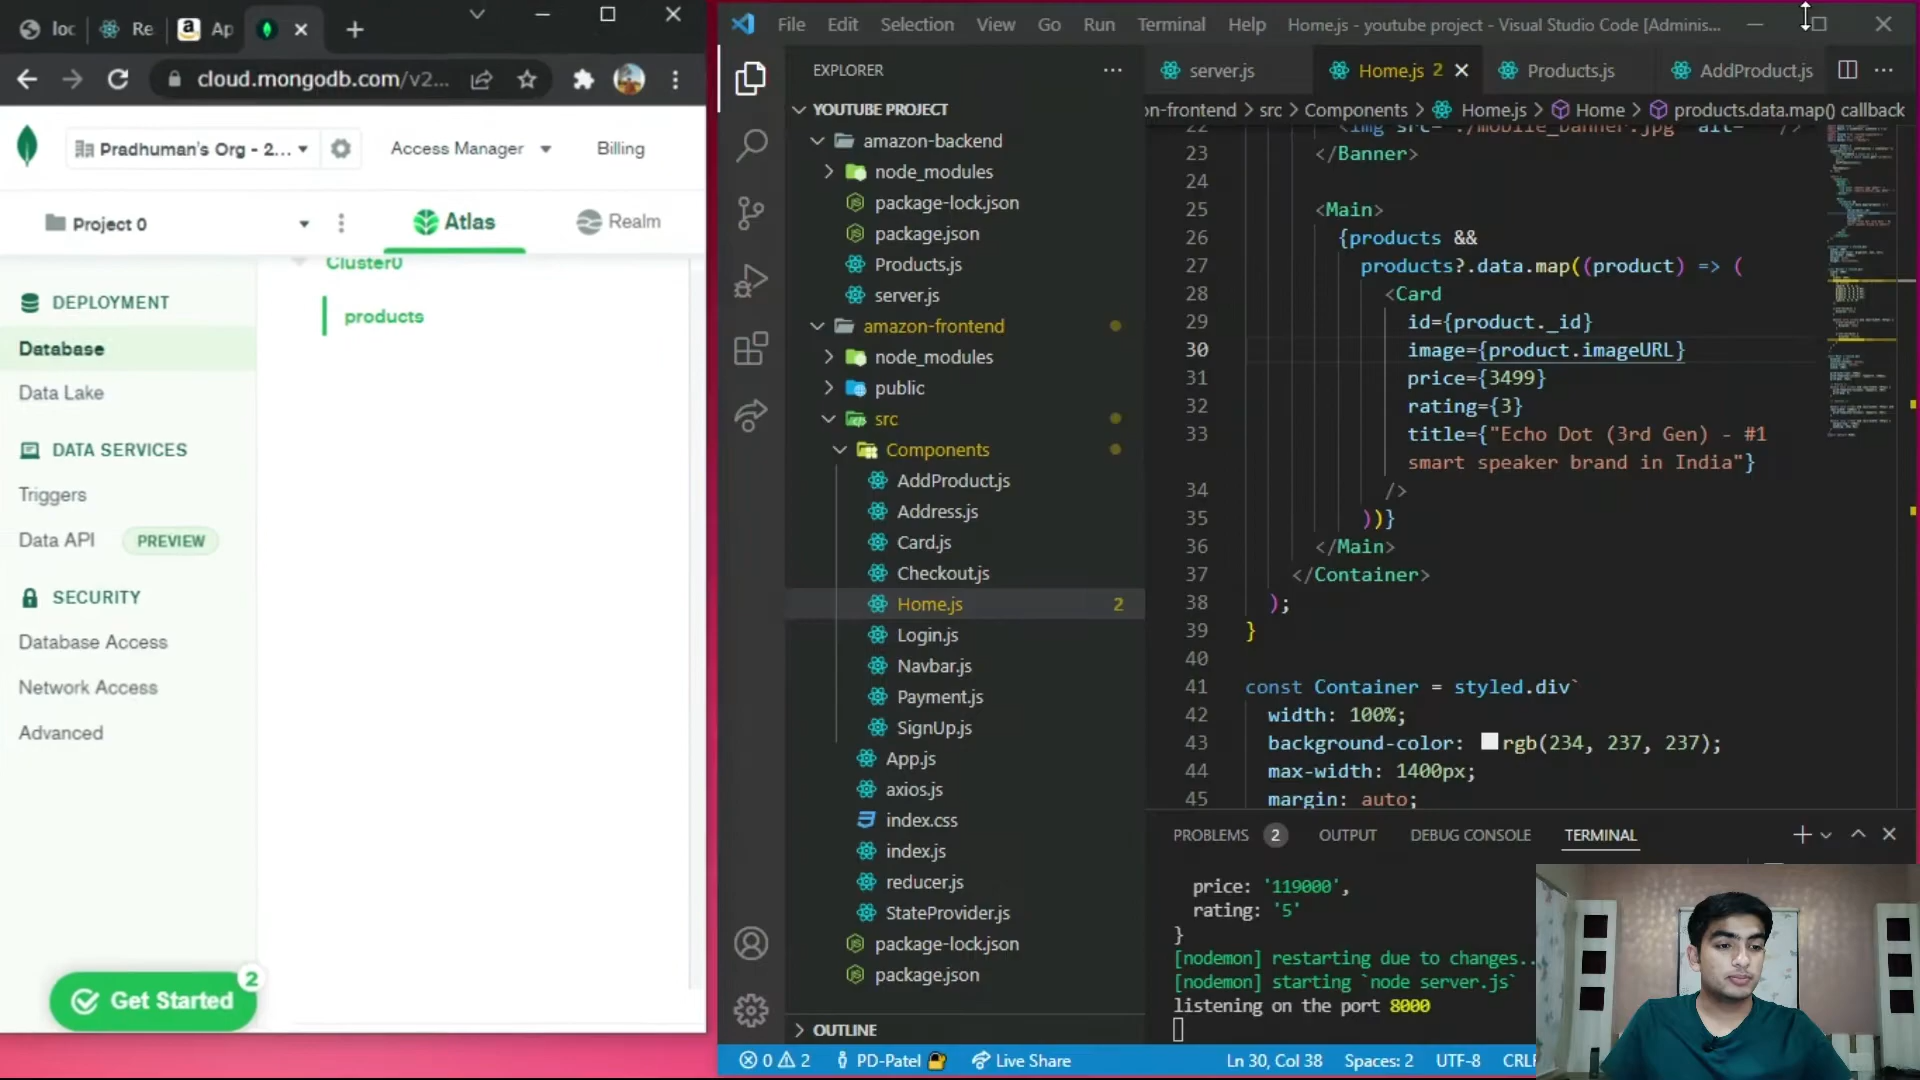 loc
Re
Ap
cloud.mongodb.com/v2...
Pradhuman's Org - 2...
Access Manager
Billing
Project 0
Atlas
Realm
Cluster0
products
DEPLOYMENT
Database
Data Lake
DATA SERVICES
Triggers
Data API
PREVIEW
SECURITY
Database Access
Network Access
Advanced
Get Started
2
File Edit Selection View Go Run Terminal Help
Home.js - youtube project - Visual Studio Code [Adminis...
EXPLORER
YOUTUBE PROJECT
amazon-backend
node_modules
package-lock.json
package.json
Products.js
server.js
amazon-frontend
node_modules
public
src
Components
AddProduct.js
Address.js
Card.js
Checkout.js
Home.js 2
Login.js
Navbar.js
Payment.js
SignUp.js
App.js
axios.js
index.css
index.js
reducer.js
StateProvider.js
package-lock.json
package.json
OUTLINE
server.js Home.js 2 Products.js AddProduct.js
on-frontend > src > Components > Home.js > Home > products.data.map() callback
22 <img src="./mobile_banner.jpg" alt="" />
23 </Banner>
24
25 <Main>
26 {products &&
27 products?.data.map((product) => (
28 <Card
29 id={product._id}
30 image={product.imageURL}
31 price={3499}
32 rating={3}
33 title={"Echo Dot (3rd Gen) - #1
smart speaker brand in India"}
34 />
35 ))}
36 </Main>
37 </Container>
38 );
39 }
40
41 const Container = styled.div`
42 width: 100%;
43 background-color: rgb(234, 237, 237);
44 max-width: 1400px;
45 margin: auto;
PROBLEMS 2 OUTPUT DEBUG CONSOLE TERMINAL
price: '119000',
rating: '5'
}
[nodemon] restarting due to changes..
[nodemon] starting `node server.js`
listening on the port 8000
0 2 PD-Patel Live Share
Ln 30, Col 38 Spaces: 2 UTF-8 CRLF